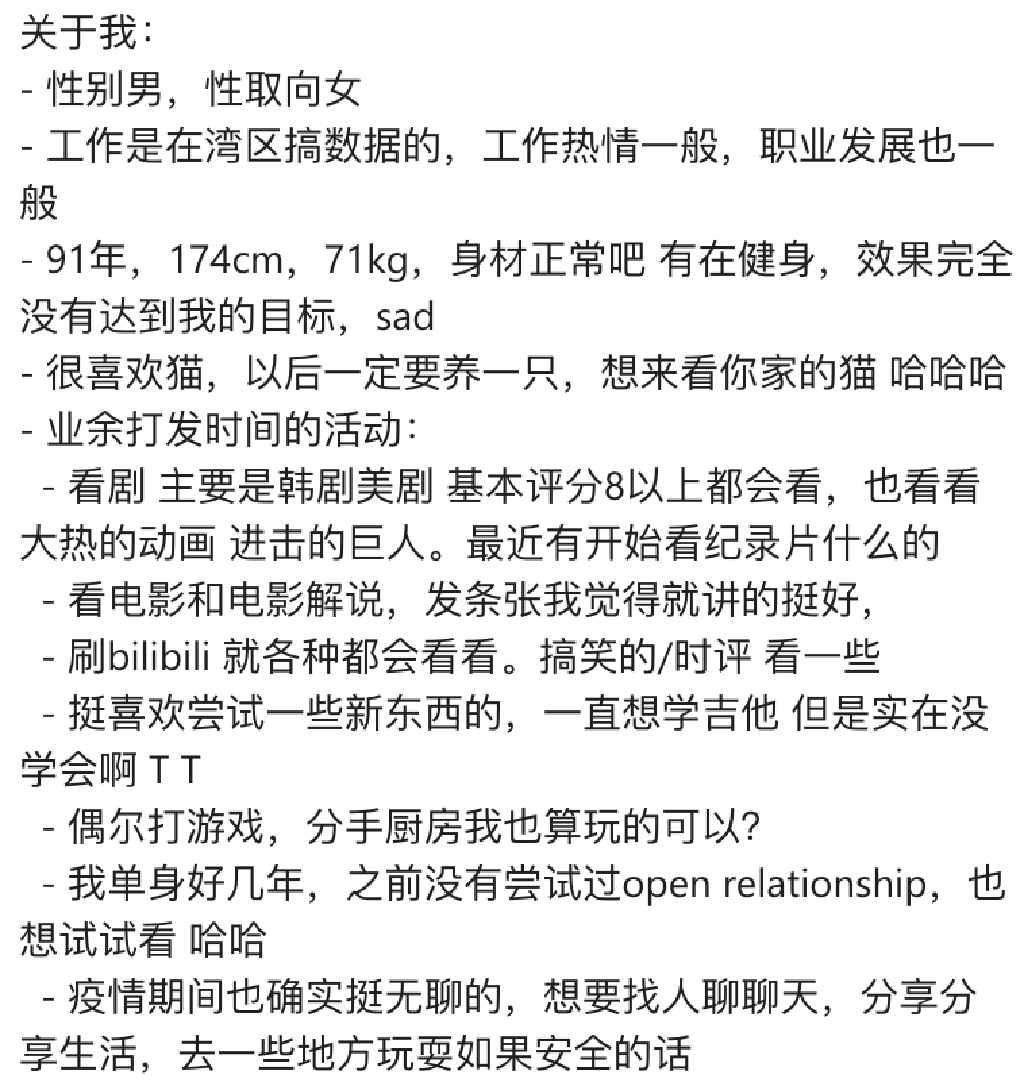 关于我：
- 性别男，性取向女
- 工作是在湾区搞数据的，工作热情一般，职业发展也一
般
- 91年，174cm，71kg，身材正常吧 有在健身，效果完全
没有达到我的目标，sad
- 很喜欢猫，以后一定要养一只，想来看你家的猫 哈哈哈
- 业余打发时间的活动：
- 看剧 主要是韩剧美剧 基本评分8以上都会看，也看看
大热的动画 进击的巨人。最近有开始看纪录片什么的
- 看电影和电影解说，发条张我觉得就讲的挺好，
- 刷bilibili 就各种都会看看。搞笑的/时评 看一些
- 挺喜欢尝试一些新东西的，一直想学吉他 但是实在没
学会啊 T T
- 偶尔打游戏，分手厨房我也算玩的可以？
- 我单身好几年，之前没有尝试过open relationship，也
想试试看 哈哈
- 疫情期间也确实挺无聊的，想要找人聊聊天，分享分
享生活，去一些地方玩耍如果安全的话